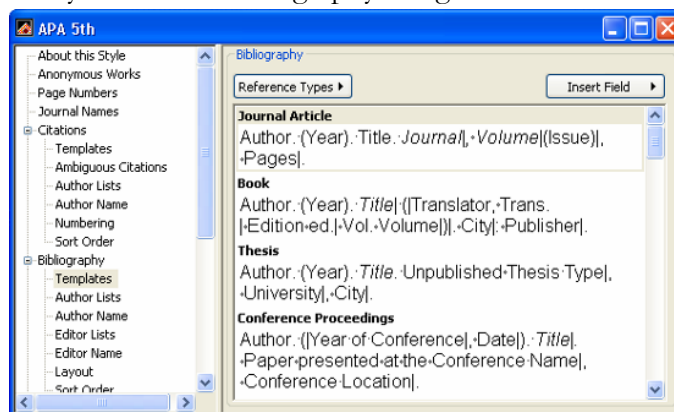 APA 5th
About this Style
Anonymous Works
Page Numbers
Journal Names
Citations
Templates
Ambiguous Citations
Author Lists
Author Name
Numbering
Sort Order
Bibliography
Templates
Author Lists
Author Name
Editor Lists
Editor Name
Layout
Sort Order
Bibliography
Reference Types
Insert Field
Journal Article
Author.·(Year).·Title.·Journal|,·Volume|(Issue)|,
·Pages|.
Book
Author.·(Year).·Title|·(|Translator,·Trans.
|·Edition·ed.|·Vol.·Volume|)|.·City|:·Publisher|.
Thesis
Author.·(Year).·Title.·Unpublished·Thesis Type|,
·University|,·City|.
Conference Proceedings
Author.·(|Year·of·Conference|,·Date|).·Title|.
·Paper·presented·at·the·Conference Name|,
·Conference·Location|.